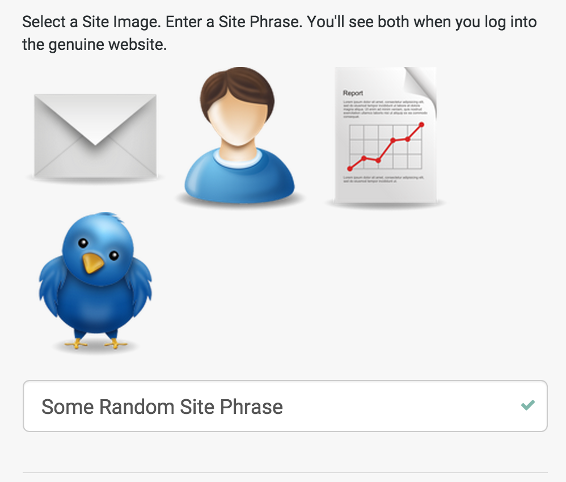 Select a Site Image. Enter a Site Phrase. You'll see both when you log into
the genuine website.
Report
Some Random Site Phrase